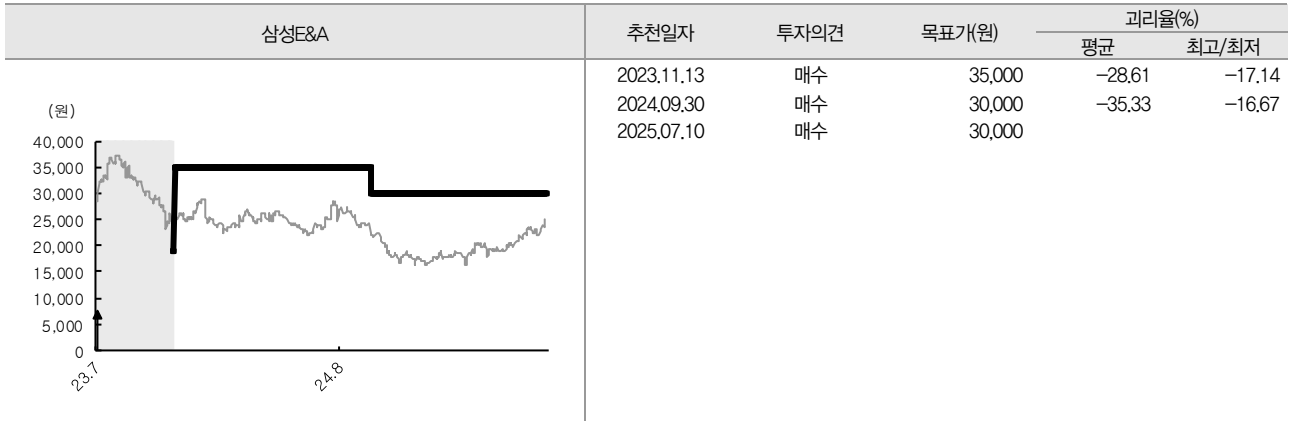 삼성E&A
추천일자 투자의견 목표가(원) 괴리율(%)
평균 최고/최저
2023.11.13 매수 35,000 -28.61 -17.14
2024.09.30 매수 30,000 -35.33 -16.67
2025.07.10 매수 30,000
(원)
40,000
35,000
30,000
25,000
20,000
15,000
10,000
5,000
0
23.7 24.8